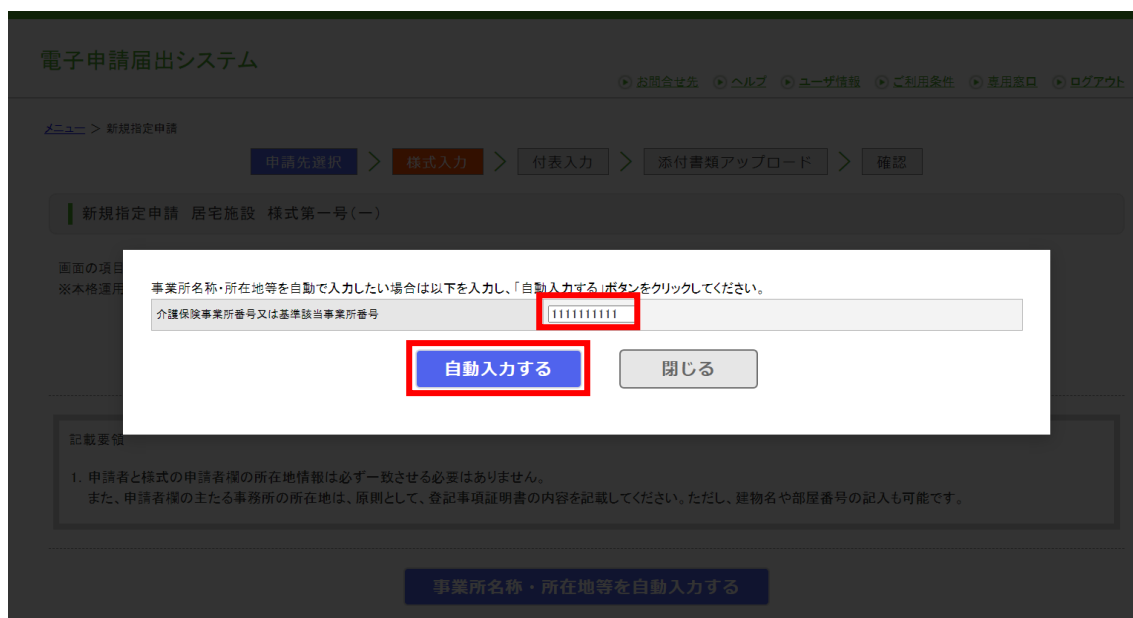 電子申請届出システム
お問合せ先 ヘルプ ユーザ情報 ご利用条件 専用窓口 ログアウト
メニュー > 新規指定申請
申請先選択 > 様式入力 > 付表入力 > 添付書類アップロード > 確認
新規指定申請 居宅施設 様式第一号(一)
画面の項目
※本格運用
事業所名称・所在地等を自動で入力したい場合は以下を入力し、「自動入力する」ボタンをクリックしてください。
介護保険事業所番号又は基準該当事業所番号 1111111111
自動入力する 閉じる
記載要領
1. 申請者と様式の申請者欄の所在地情報は必ず一致させる必要はありません。
また、申請者欄の主たる事務所の所在地は、原則として、登記事項証明書の内容を記載してください。ただし、建物名や部屋番号の記入も可能です。
事業所名称・所在地等を自動入力する